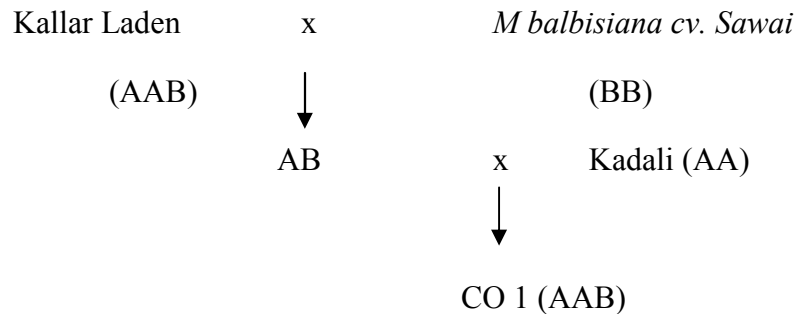 Kallar Laden x M balbisiana cv. Sawai
(AAB) (BB)
AB x Kadali (AA)
CO 1 (AAB)